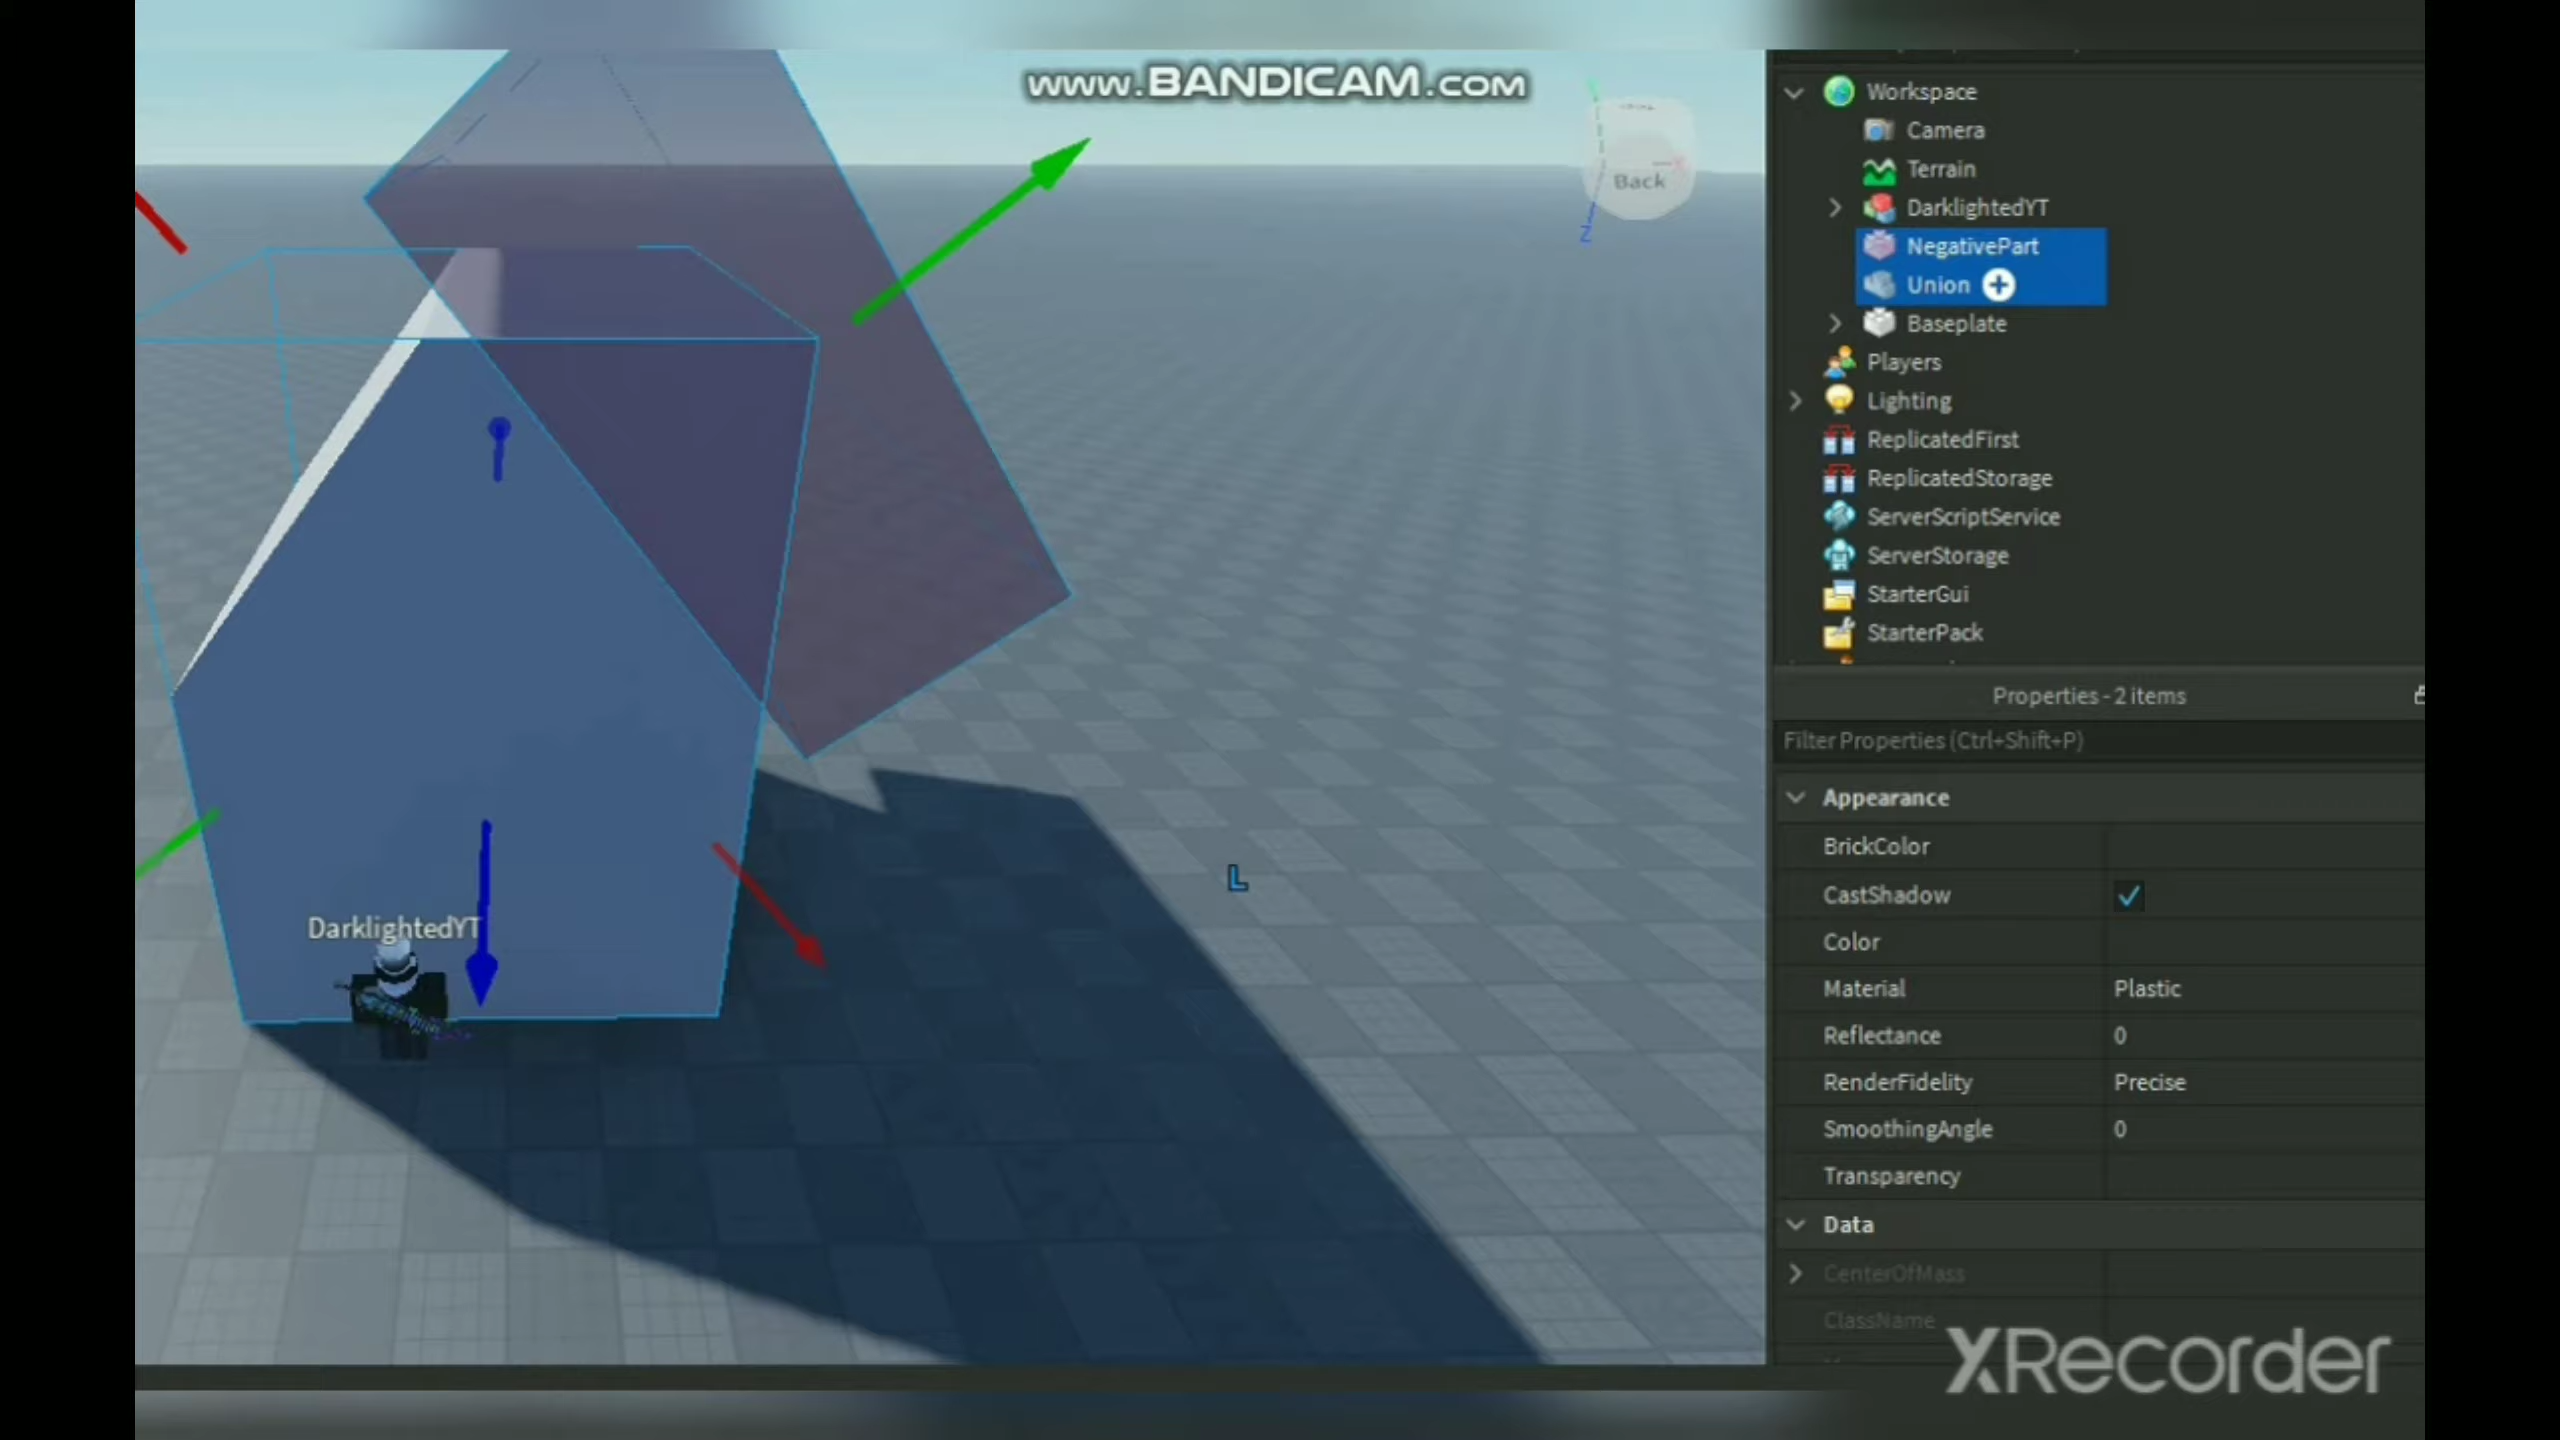 www.BANDICAM.com
Back
Z
DarklightedYT
L
Workspace
Camera
Terrain
DarklightedYT
NegativePart
Union
Baseplate
Players
Lighting
ReplicatedFirst
ReplicatedStorage
ServerScriptService
ServerStorage
StarterGui
StarterPack
Properties - 2 items
Filter Properties (Ctrl+Shift+P)
Appearance
BrickColor
CastShadow
Color
Material Plastic
Reflectance 0
RenderFidelity Precise
SmoothingAngle 0
Transparency
Data
CenterOfMass
ClassName
XRecorder